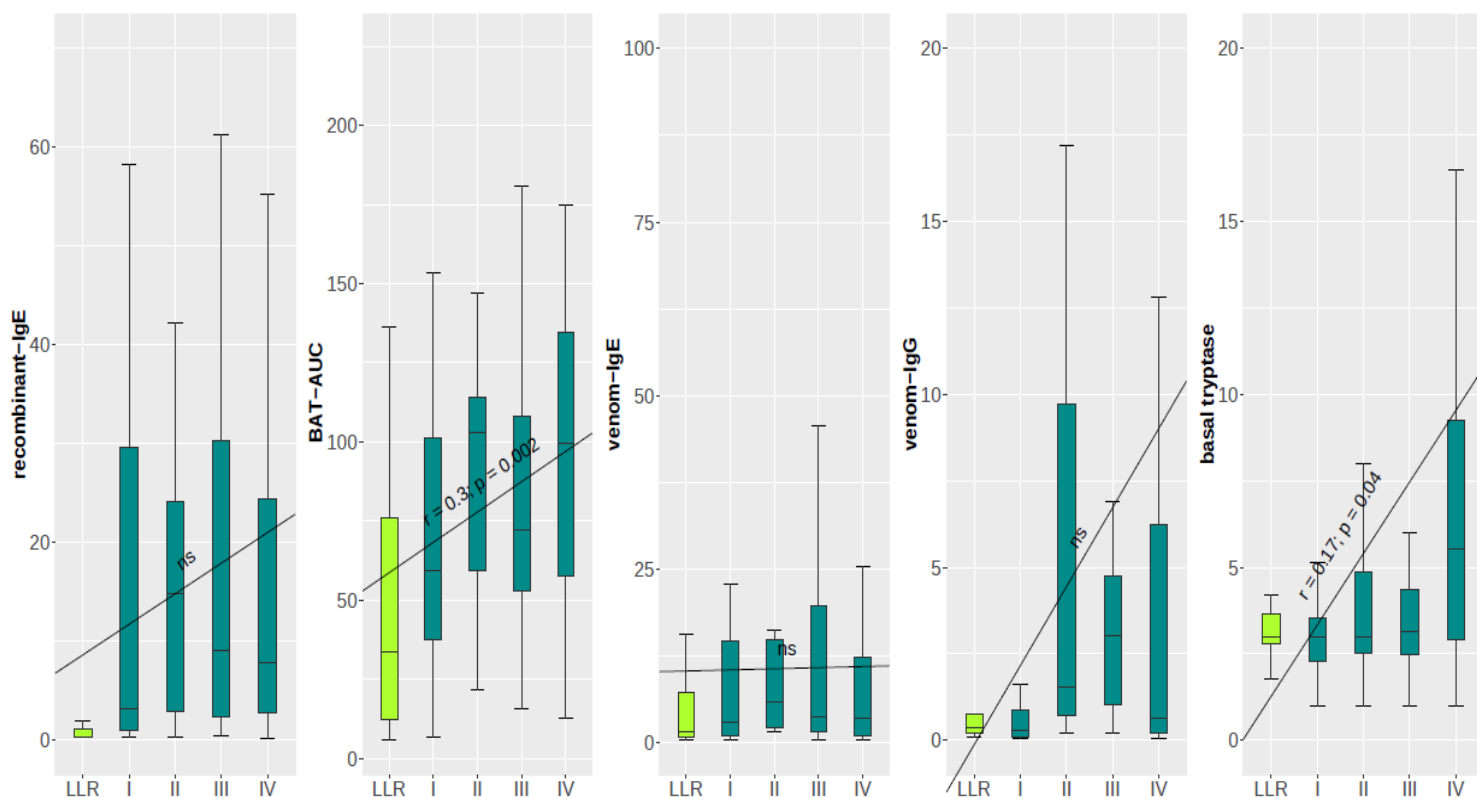 recombinant-IgE
60
40
20
0
ns
LLR I II III IV
BAT-AUC
200
150
100
50
0
r = 0.3; p = 0.002
LLR I II III IV
venom-IgE
100
75
50
25
0
ns
LLR I II III IV
venom-IgG
20
15
10
5
0
ns
LLR I II III IV
basal tryptase
20
15
10
5
0
r = 0.17; p = 0.04
LLR I II III IV